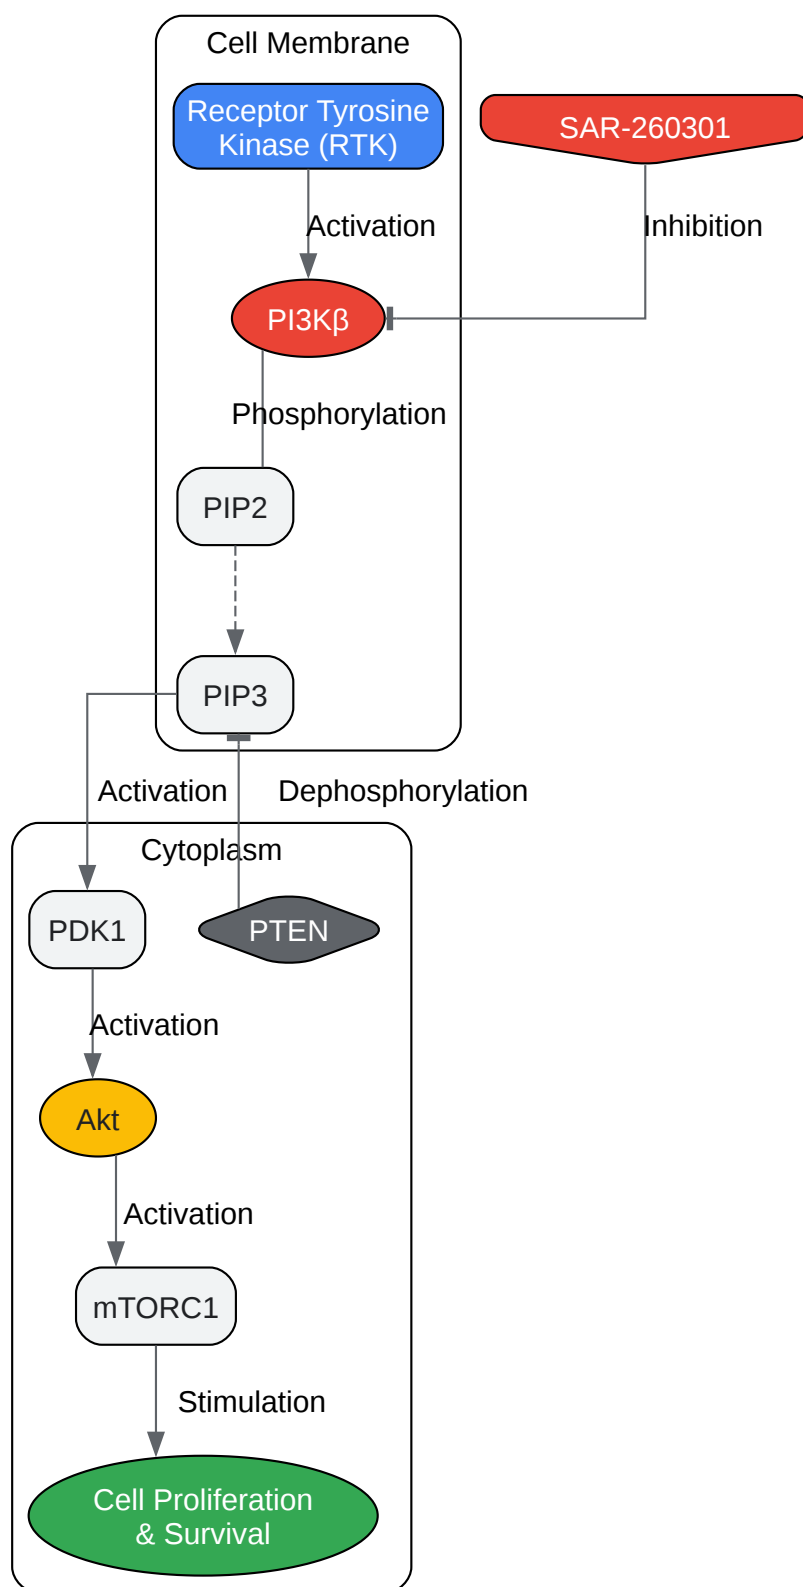 Cell Membrane
Receptor Tyrosine
Kinase (RTK)
SAR-260301
Activation
Inhibition
PI3Kβ
Phosphorylation
PIP2
PIP3
Activation
Dephosphorylation
Cytoplasm
PDK1
PTEN
Activation
Akt
Activation
mTORC1
Stimulation
Cell Proliferation
& Survival